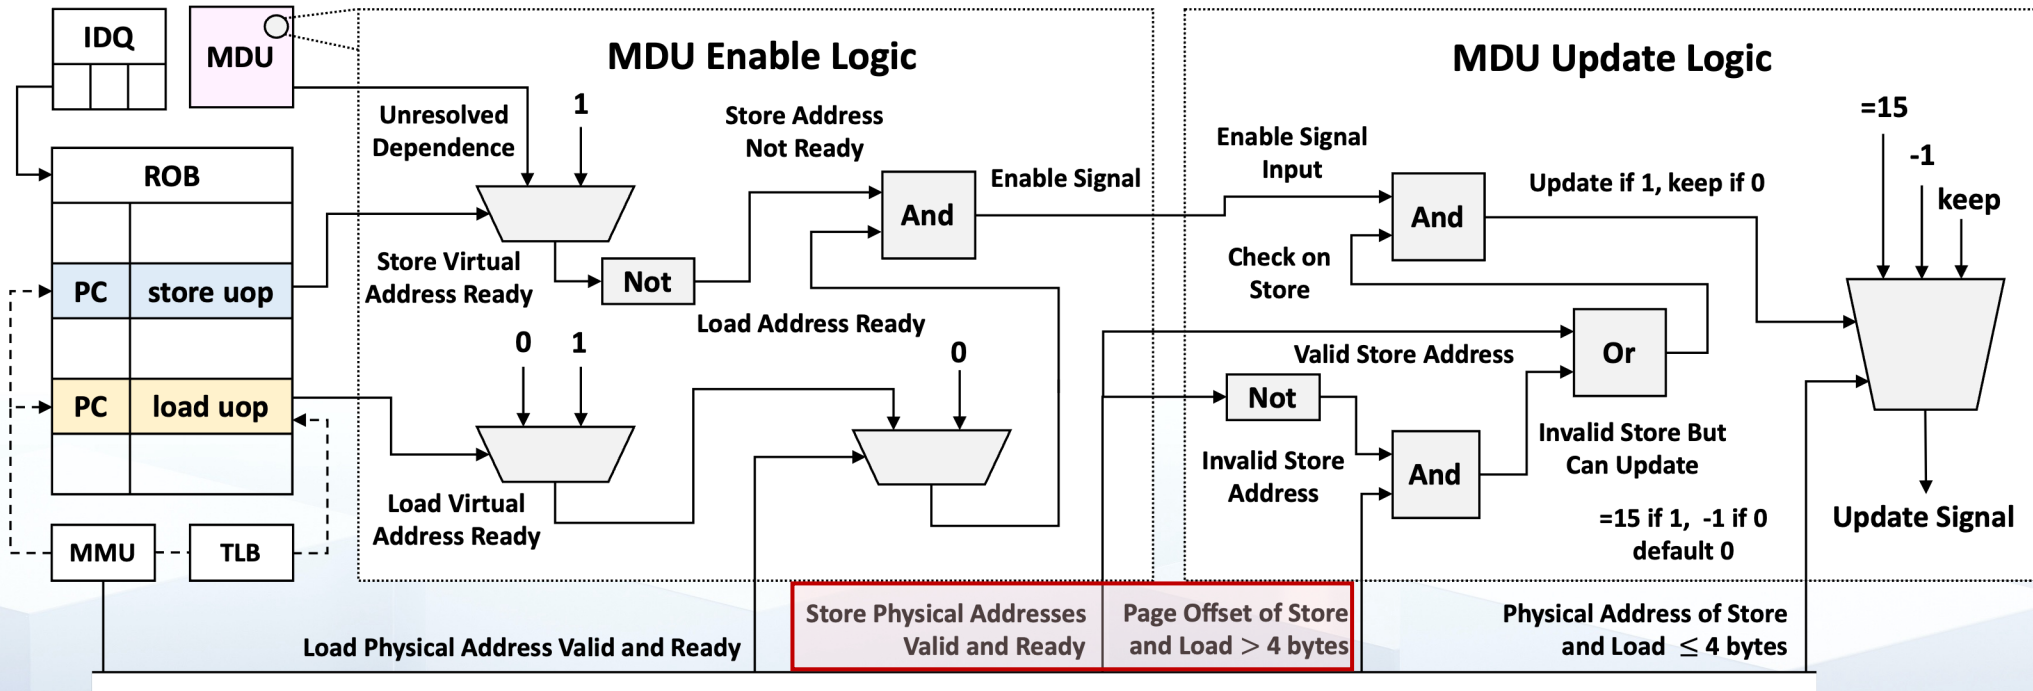 IDQ
MDU
ROB
PC
store uop
PC
load uop
MMU
TLB
MDU Enable Logic
Unresolved
Dependence
1
Store Address
Not Ready
And
Enable Signal
Store Virtual
Address Ready
Not
Load Address Ready
0
1
0
Load Virtual
Address Ready
MDU Update Logic
=15
-1
keep
Enable Signal
Input
And
Update if 1, keep if 0
Check on
Store
Valid Store Address
Or
Not
Invalid Store
Address
And
Invalid Store But
Can Update
=15 if 1, -1 if 0
default 0
Update Signal
Load Physical Address Valid and Ready
Store Physical Addresses
Valid and Ready
Page Offset of Store
and Load > 4 bytes
Physical Address of Store
and Load ≤ 4 bytes